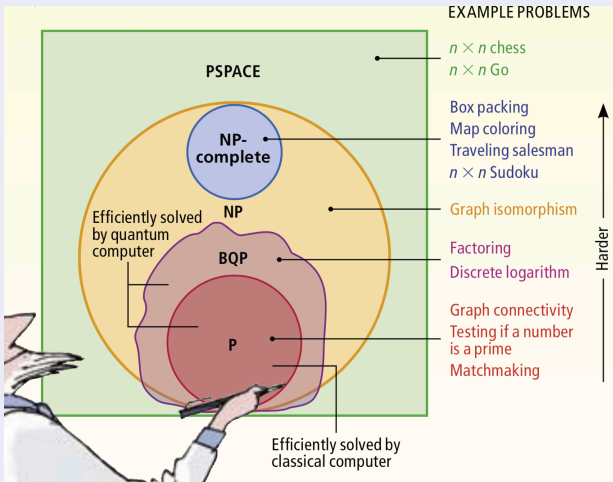 EXAMPLE PROBLEMS
n × n chess
n × n Go
PSPACE
Box packing
Map coloring
Traveling salesman
n × n Sudoku
NP-
complete
NP
Graph isomorphism
Efficiently solved
by quantum
computer
BQP
Factoring
Discrete logarithm
Harder
P
Graph connectivity
Testing if a number
is a prime
Matchmaking
Efficiently solved by
classical computer